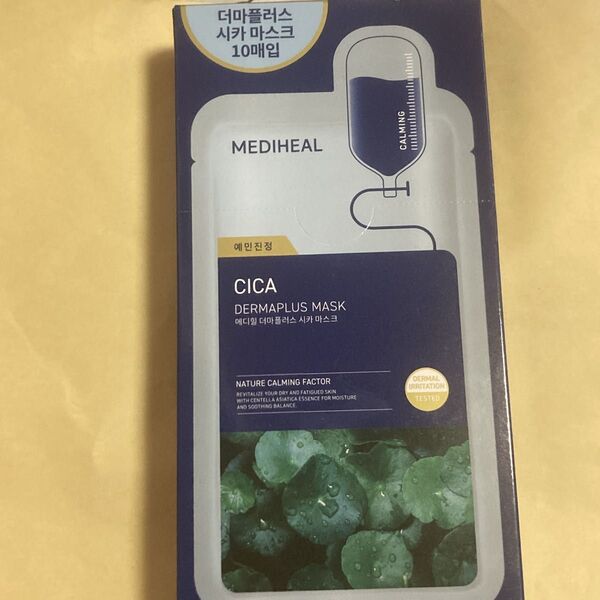 더마플러스
시카 마스크
10매입
CALMING
MEDIHEAL
예민진정
CICA
DERMAPLUS MASK
메디힐 더마플러스 시카 마스크
NATURE CALMING FACTOR
REVITALIZE YOUR DRY AND FATIGUED SKIN
WITH CENTELLA ASIATICA ESSENCE FOR MOISTURE
AND SOOTHING BALANCE.
DERMAL
IRRITATION
TESTED